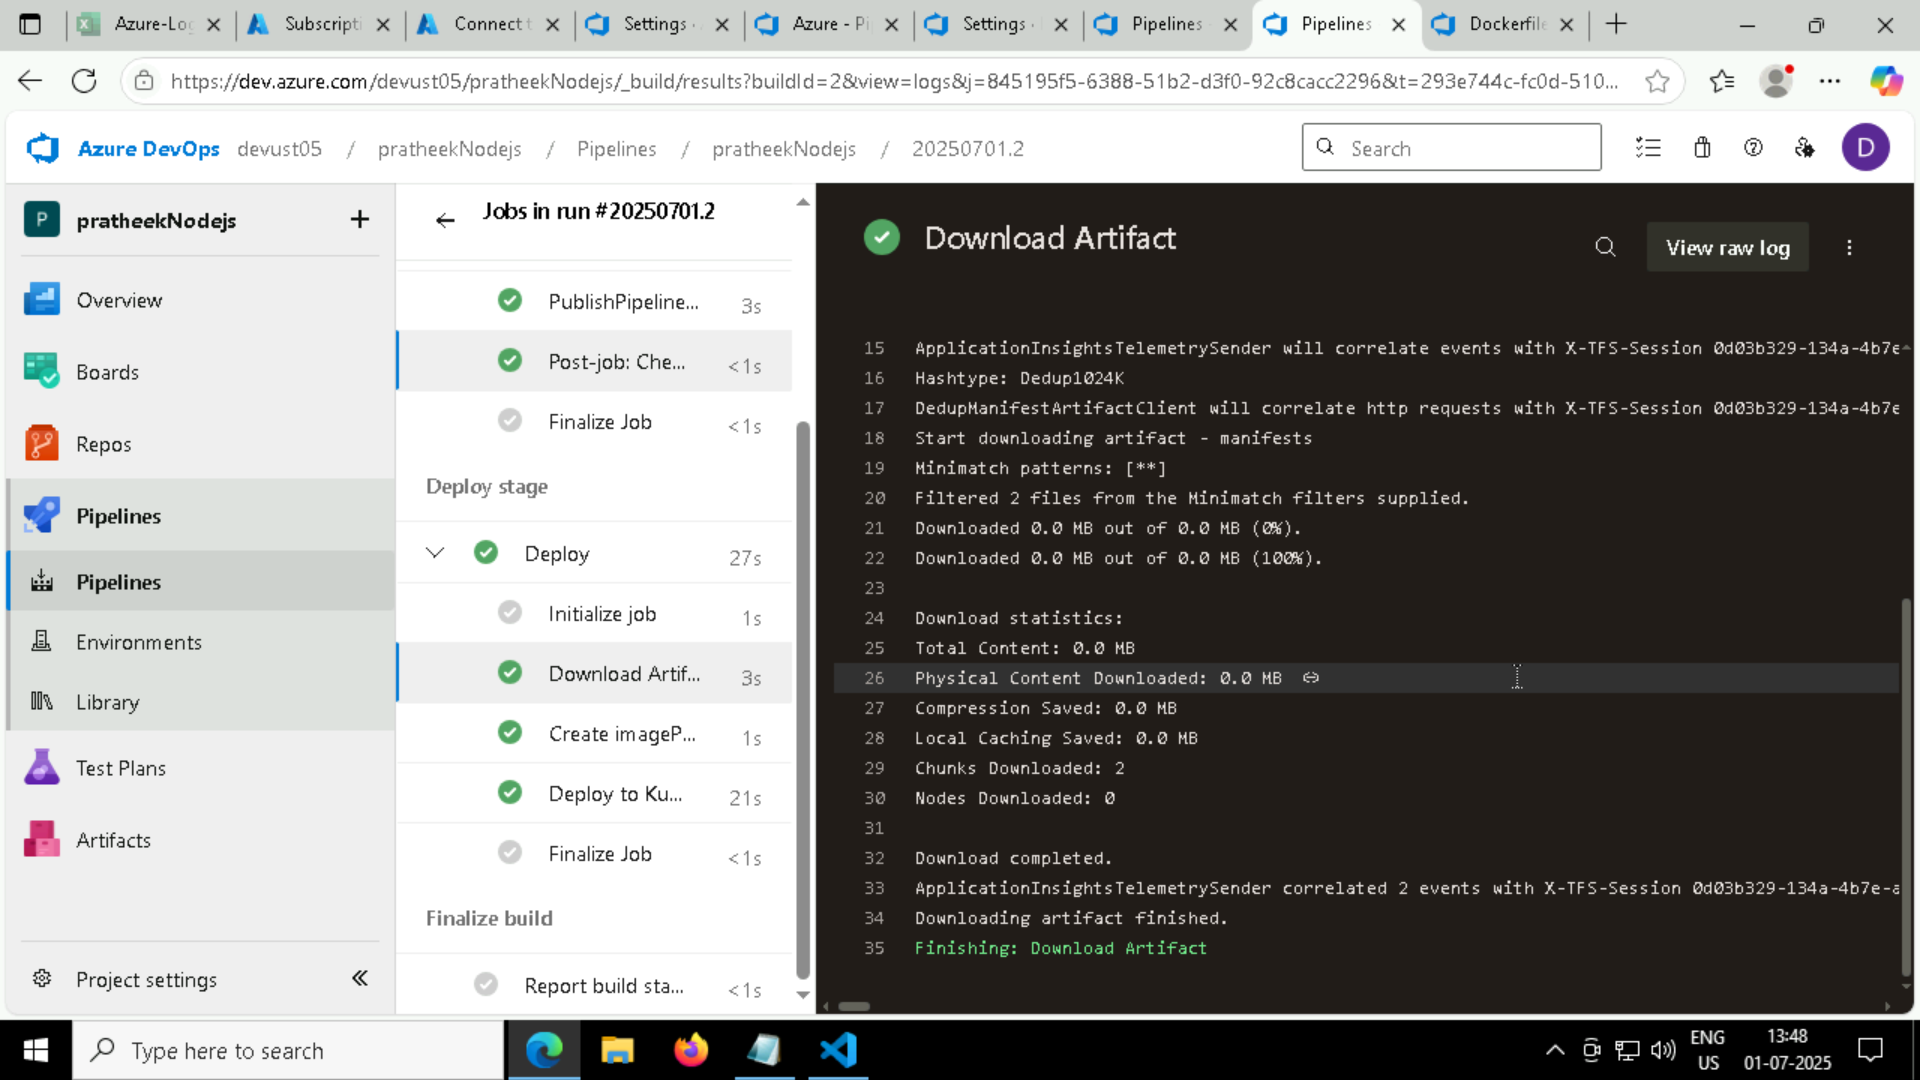 Azure-Log
Subscripti
Connect t
Settings ·
Azure - Pi
Settings ·
Pipelines
Pipelines
Dockerfile
https://dev.azure.com/devust05/pratheekNodejs/_build/results?buildId=2&view=logs&j=845195f5-6388-51b2-d3f0-92c8cacc2296&t=293e744c-fc0d-510...
Azure DevOps devust05 / pratheekNodejs / Pipelines / pratheekNodejs / 20250701.2
Search
D
P pratheekNodejs
Overview
Boards
Repos
Pipelines
Pipelines
Environments
Library
Test Plans
Artifacts
Project settings
Jobs in run #20250701.2
PublishPipeline... 3s
Post-job: Che... <1s
Finalize Job <1s
Deploy stage
Deploy 27s
Initialize job 1s
Download Artif... 3s
Create imageP... 1s
Deploy to Ku... 21s
Finalize Job <1s
Finalize build
Report build sta... <1s
Download Artifact
View raw log
15 ApplicationInsightsTelemetrySender will correlate events with X-TFS-Session 0d03b329-134a-4b7e
16 Hashtype: Dedup1024K
17 DedupManifestArtifactClient will correlate http requests with X-TFS-Session 0d03b329-134a-4b7e
18 Start downloading artifact - manifests
19 Minimatch patterns: [**]
20 Filtered 2 files from the Minimatch filters supplied.
21 Downloaded 0.0 MB out of 0.0 MB (0%).
22 Downloaded 0.0 MB out of 0.0 MB (100%).
23
24 Download statistics:
25 Total Content: 0.0 MB
26 Physical Content Downloaded: 0.0 MB
27 Compression Saved: 0.0 MB
28 Local Caching Saved: 0.0 MB
29 Chunks Downloaded: 2
30 Nodes Downloaded: 0
31
32 Download completed.
33 ApplicationInsightsTelemetrySender correlated 2 events with X-TFS-Session 0d03b329-134a-4b7e-a
34 Downloading artifact finished.
35 Finishing: Download Artifact
Type here to search
ENG
US
13:48
01-07-2025